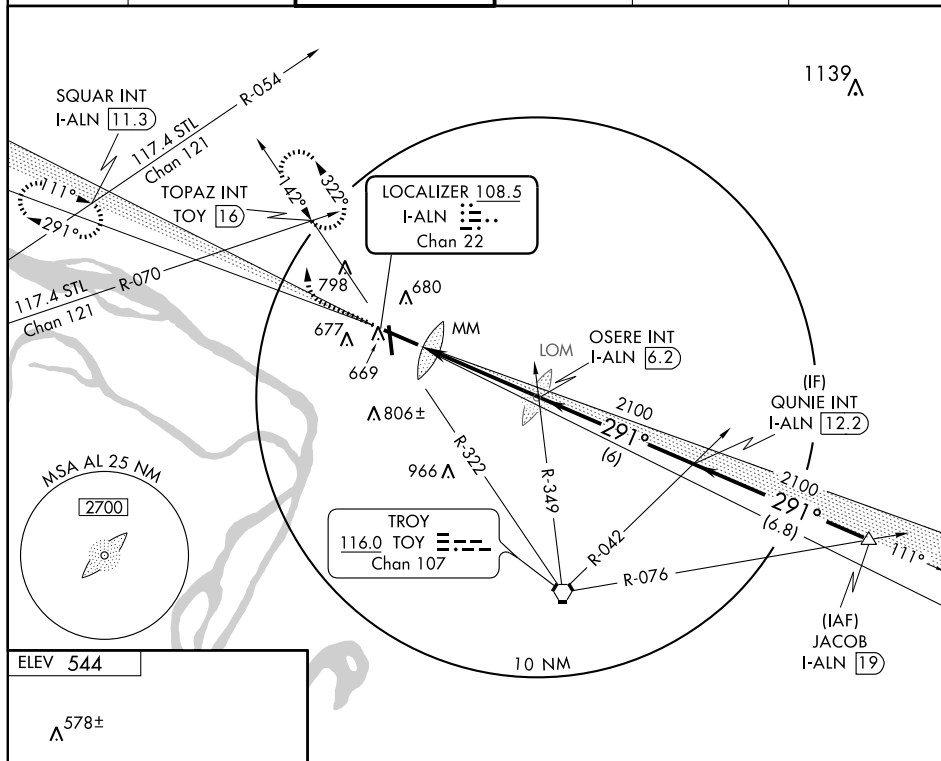 1139
SQUAR INT
I-ALN 11.3
R-054
117.4 STL
Chan 121
111°
291°
TOPAZ INT
TOY 16
142°
322°
LOCALIZER 108.5
I-ALN
Chan 22
R-070
117.4 STL
Chan 121
798
680
677
669
MM
OSERE INT
I-ALN 6.2
LOM
(IF)
QUNIE INT
I-ALN 12.2
2100
291°
(6)
806±
R-322
966
R-349
2100
291°
(6.8)
MSA AL 25 NM
2700
TROY
116.0 TOY
Chan 107
R-042
R-076
111°
(IAF)
JACOB
I-ALN 19
10 NM
ELEV 544
578±